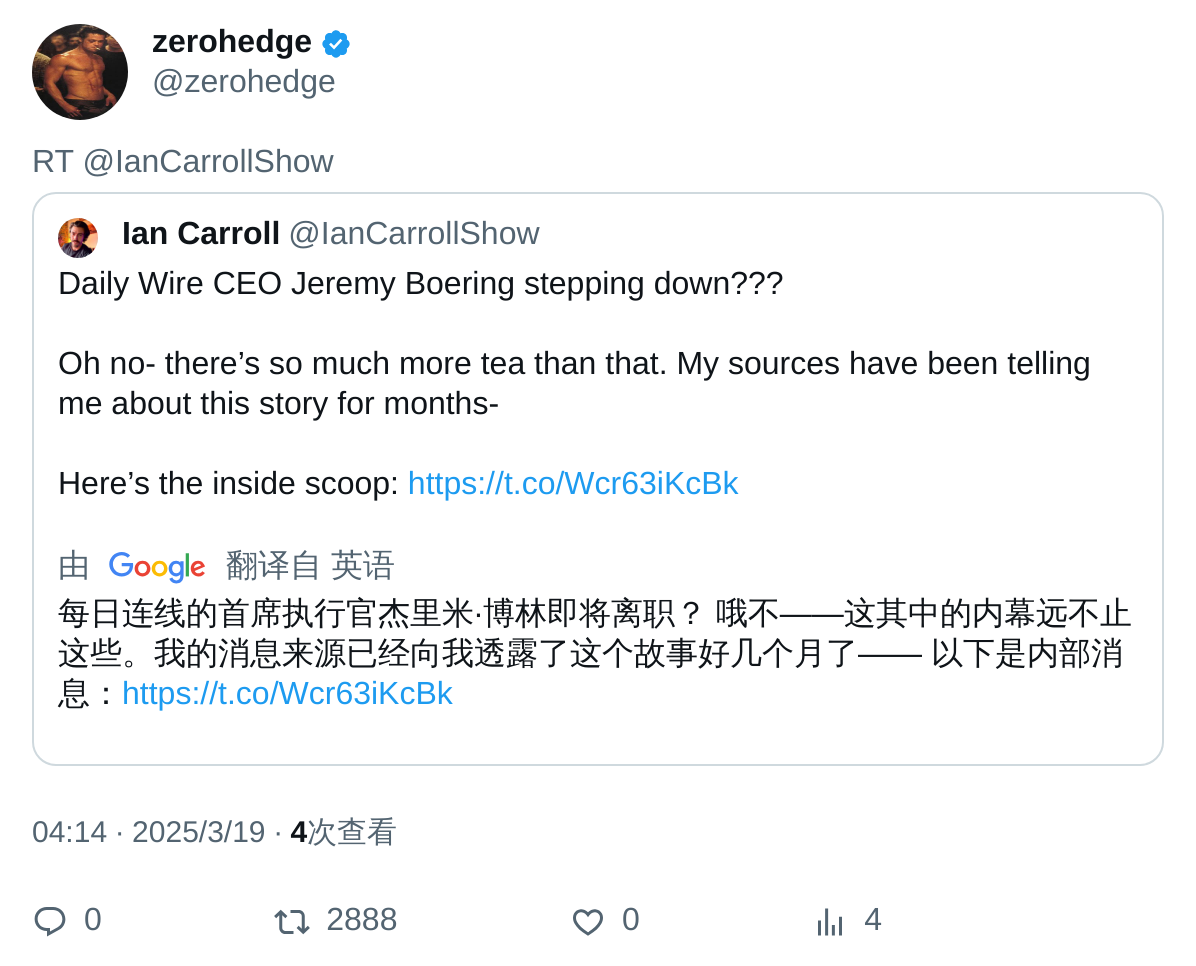 zerohedge
@zerohedge
RT @IanCarrollShow
Ian Carroll @IanCarrollShow
Daily Wire CEO Jeremy Boering stepping down???
Oh no- there’s so much more tea than that. My sources have been telling
me about this story for months-
Here’s the inside scoop: https://t.co/Wcr63iKcBk
由 Google 翻译自 英语
每日连线的首席执行官杰里米·博林即将离职？ 哦不——这其中的内幕远不止
这些。我的消息来源已经向我透露了这个故事好几个月了—— 以下是内部消
息：https://t.co/Wcr63iKcBk
04:14 · 2025/3/19 · 4次查看
0 2888 0 4